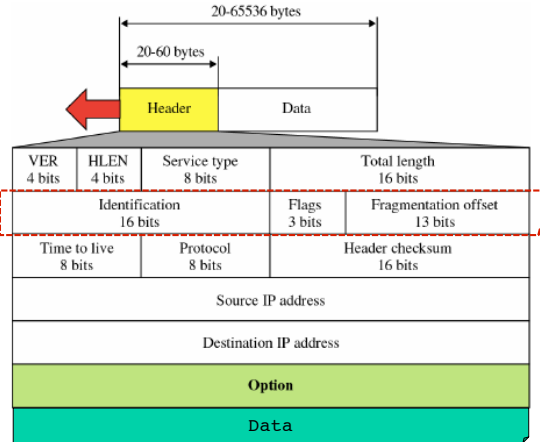 20-65536 bytes
20-60 bytes
Header Data
VER HLEN Service type Total length
4 bits 4 bits 8 bits 16 bits
Identification Flags Fragmentation offset
16 bits 3 bits 13 bits
Time to live Protocol Header checksum
8 bits 8 bits 16 bits
Source IP address
Destination IP address
Option
Data